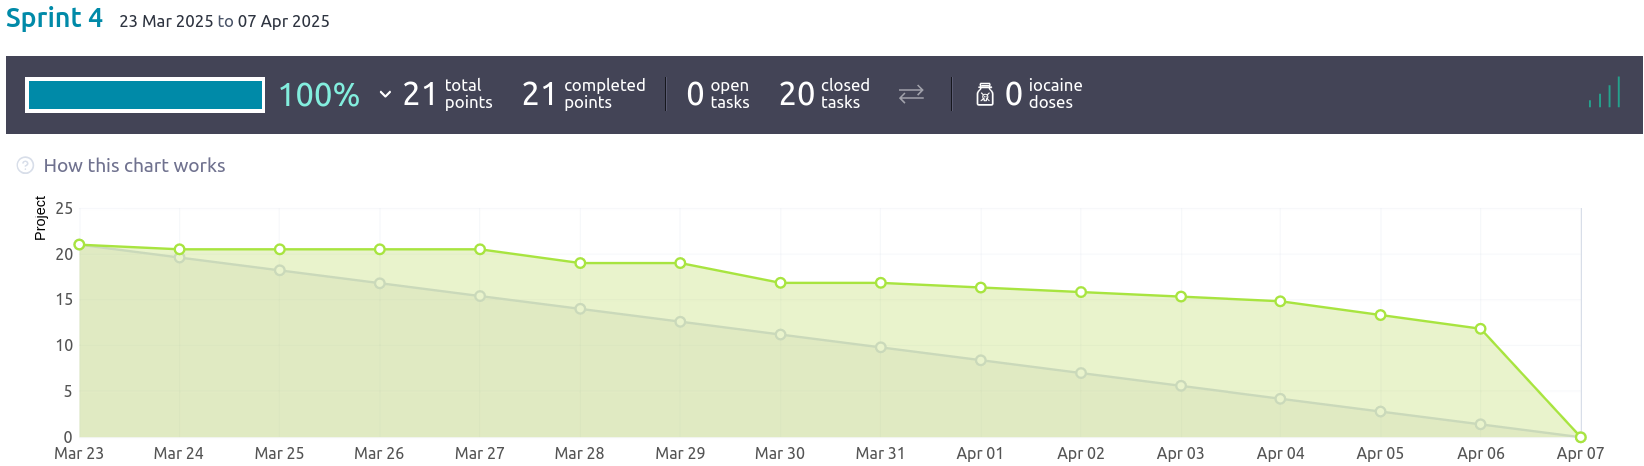 Sprint 4 23 Mar 2025 to 07 Apr 2025
100% 21 total points 21 completed points 0 open tasks 20 closed tasks 0 iocaine doses
How this chart works
Project
25
20
15
10
5
0
Mar 23 Mar 24 Mar 25 Mar 26 Mar 27 Mar 28 Mar 29 Mar 30 Mar 31 Apr 01 Apr 02 Apr 03 Apr 04 Apr 05 Apr 06 Apr 07